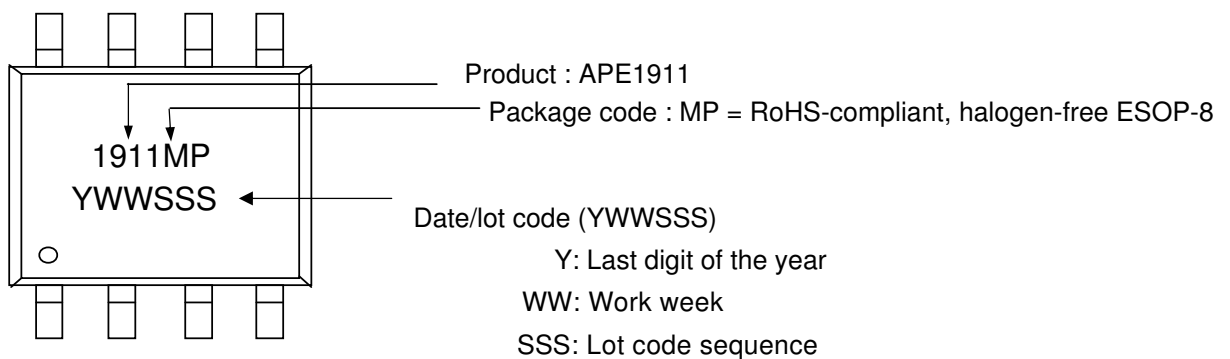 Product : APE1911
Package code : MP = RoHS-compliant, halogen-free ESOP-8
1911MP
YWWSSS
Date/lot code (YWWSSS)
Y: Last digit of the year
WW: Work week
SSS: Lot code sequence